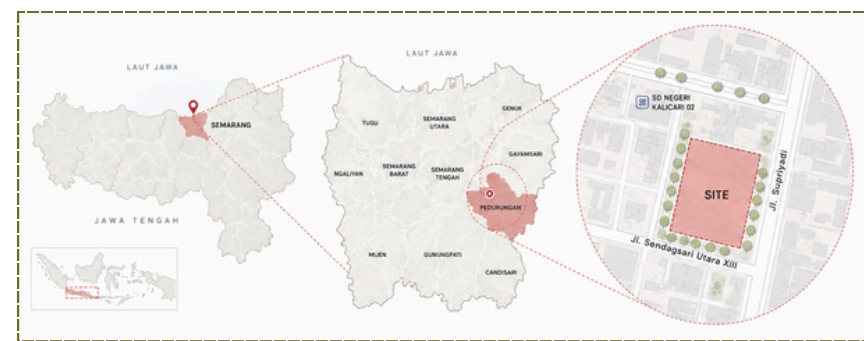 LAUT JAWA
SEMARANG
JAWA TENGAH
LAUT JAWA
GENUK
TUGU
SEMARANG
UTARA
GAYAMSARI
NGALIYAN
SEMARANG
BARAT
SEMARANG
TENGAH
PEDURUNGAN
MIJEN
GUNUNGPATI
CANDISARI
SD NEGERI
KALICARI 02
SITE
Jl. Supriyadi
Jl. Sendagsari Utara XIII